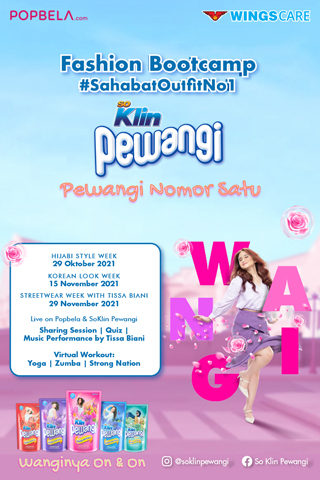 POPBELA.com
WINGS CARE
Fashion Bootcamp
#SahabatOutfitNo1
SO
Klin
Pewangi
Pewangi Nomor Satu
HIJABI STYLE WEEK
29 Oktober 2021
KOREAN LOOK WEEK
15 November 2021
STREETWEAR WEEK WITH TISSA BIANI
29 November 2021
Live on Popbela & SoKlin Pewangi
Sharing Session | Quiz |
Music Performance by Tissa Biani
Virtual Workout:
Yoga | Zumba | Strong Nation
WANGI
Wanginya On & On
@soklinpewangi
So Klin Pewangi